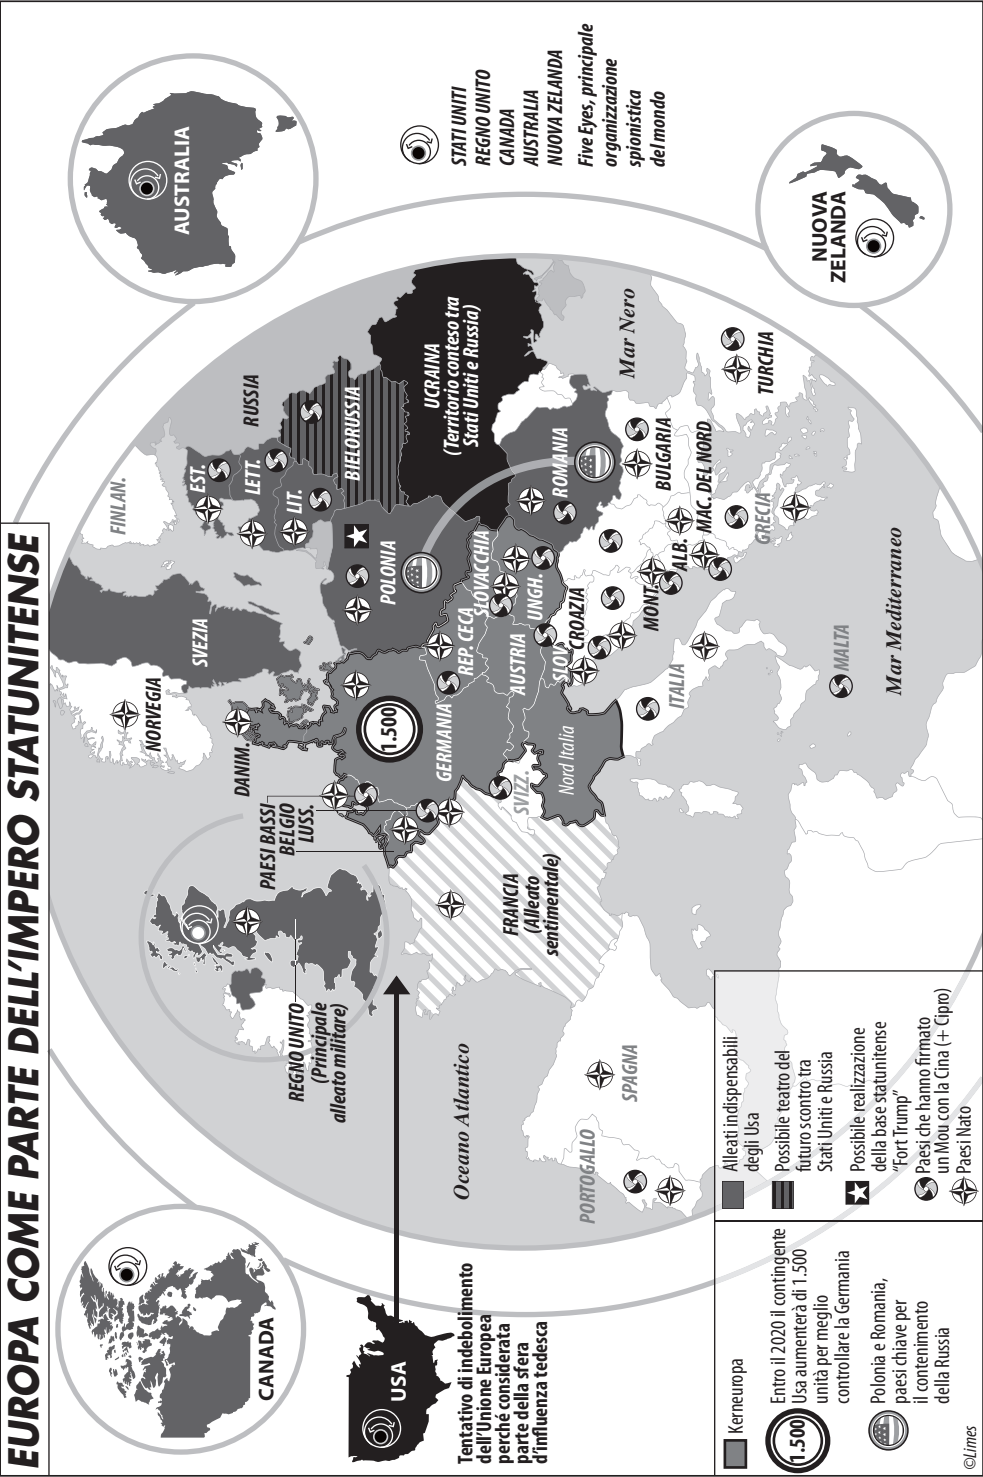 EUROPA COME PARTE DELL'IMPERO STATUNITENSE
CANADA
USA
Tentativo di indebolimento
dell'Unione Europea
perché considerata
parte della sfera
d'influenza tedesca
AUSTRALIA
NUOVA
ZELANDA
STATI UNITI
REGNO UNITO
CANADA
AUSTRALIA
NUOVA ZELANDA
Five Eyes, principale
organizzazione
spionistica
del mondo
NORVEGIA
SVEZIA
FINLAN.
RUSSIA
EST.
LETT.
LIT.
BIELORUSSIA
DANIM.
PAESI BASSI
BELGIO
LUSS.
REGNO UNITO
(Principale
alleato militare)
POLONIA
UCRAINA
(Territorio conteso tra
Stati Uniti e Russia)
1.500
GERMANIA
REP. CECA
SLOVACCHIA
AUSTRIA
UNGH.
ROMANIA
SLOV.
CROAZIA
SVIZZ.
Nord Italia
FRANCIA
(Alleato
sentimentale)
Oceano Atlantico
PORTOGALLO
SPAGNA
ITALIA
MALTA
MONT.
ALB.
MAC. DEL NORD
BULGARIA
GRECIA
TURCHIA
Mar Nero
Mar Mediterraneo
Kerneuropa
1.500
Entro il 2020 il contingente
Usa aumenterà di 1.500
unità per meglio
controllare la Germania
Polonia e Romania,
paesi chiave per
il contenimento
della Russia
Alleati indispensabili
degli Usa
Possibile teatro del
futuro scontro tra
Stati Uniti e Russia
Possibile realizzazione
della base statunitense
"Fort Trump"
Paesi che hanno firmato
un Mou con la Cina (+ Cipro)
Paesi Nato
©Limes